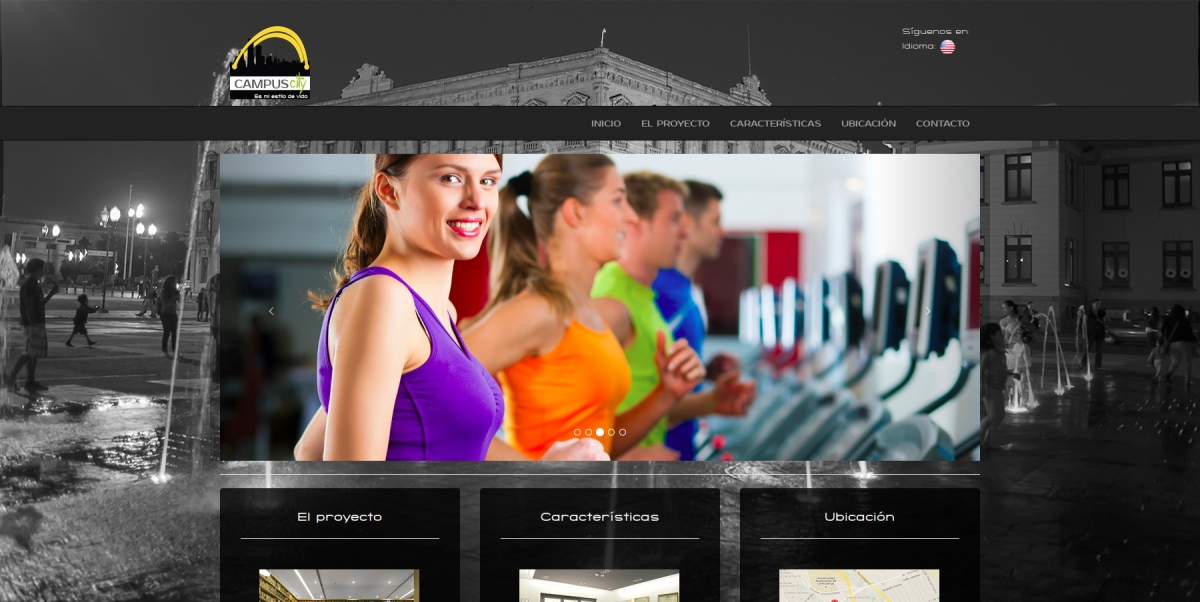 CAMPUS city
Es mi estilo de vida
Síguenos en:
Idioma:
INICIO EL PROYECTO CARACTERÍSTICAS UBICACIÓN CONTACTO
El proyecto
Características
Ubicación